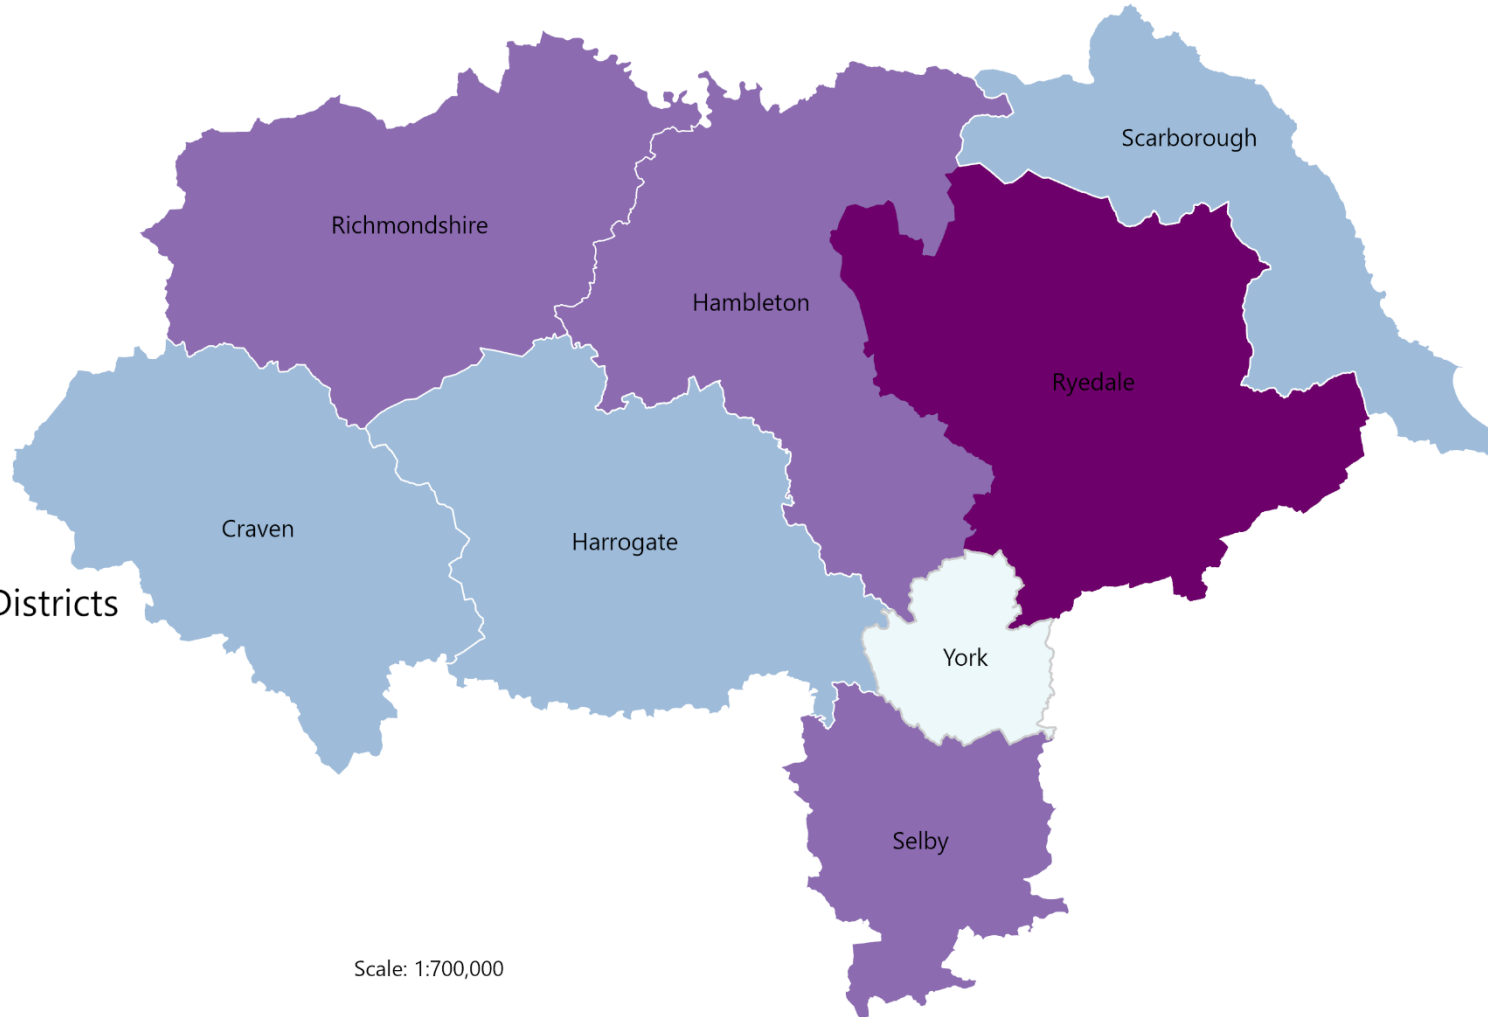 Scarborough
Richmondshire
Hambleton
Ryedale
Craven
Harrogate
Districts
York
Selby
Scale: 1:700,000